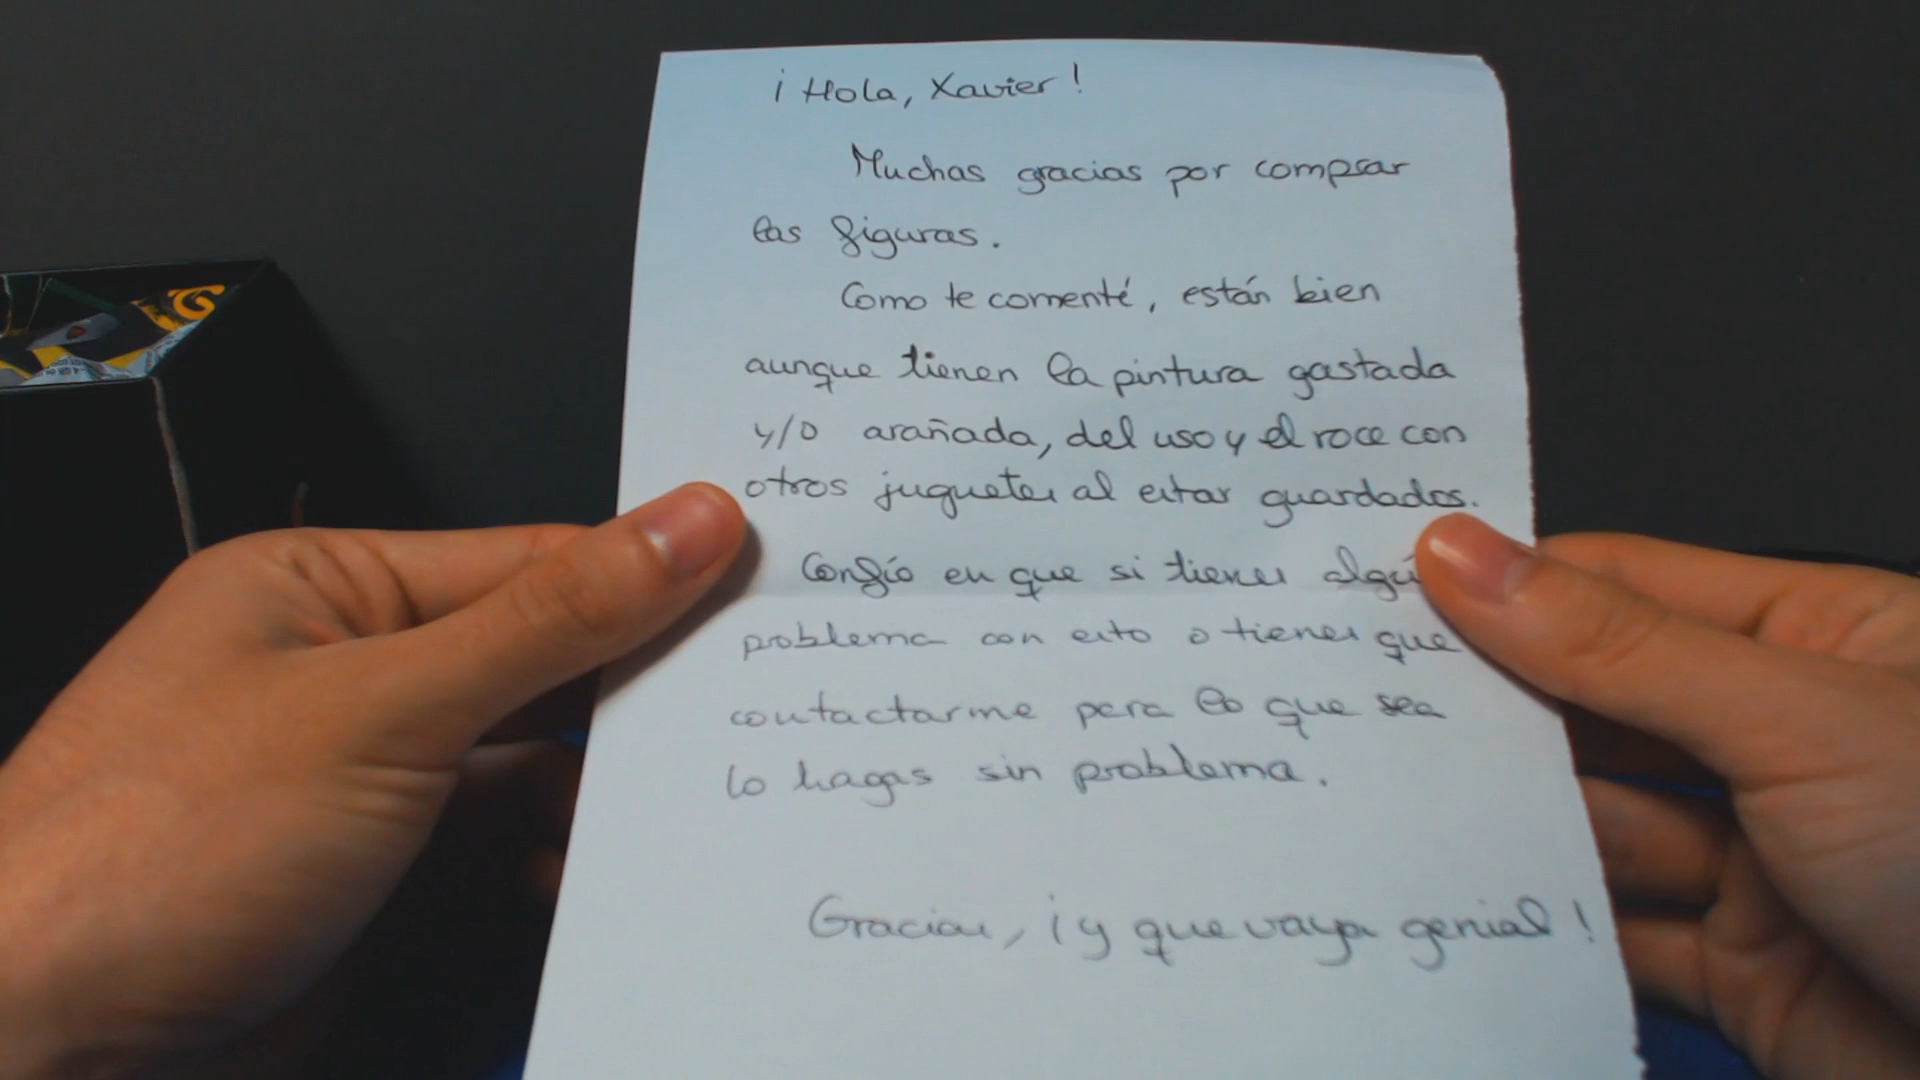 ¡Hola, Xavier!
Muchas gracias por comprar
las figuras.
Como te comenté, están bien
aunque tienen la pintura gastada
y/o arañada, del uso y el roce con
otros juguetes al estar guardados.
Confío en que si tienes algú
problema con esto o tienes que
contactarme para lo que sea
lo hagas sin problema.
Gracias, ¡y que vaya genial!